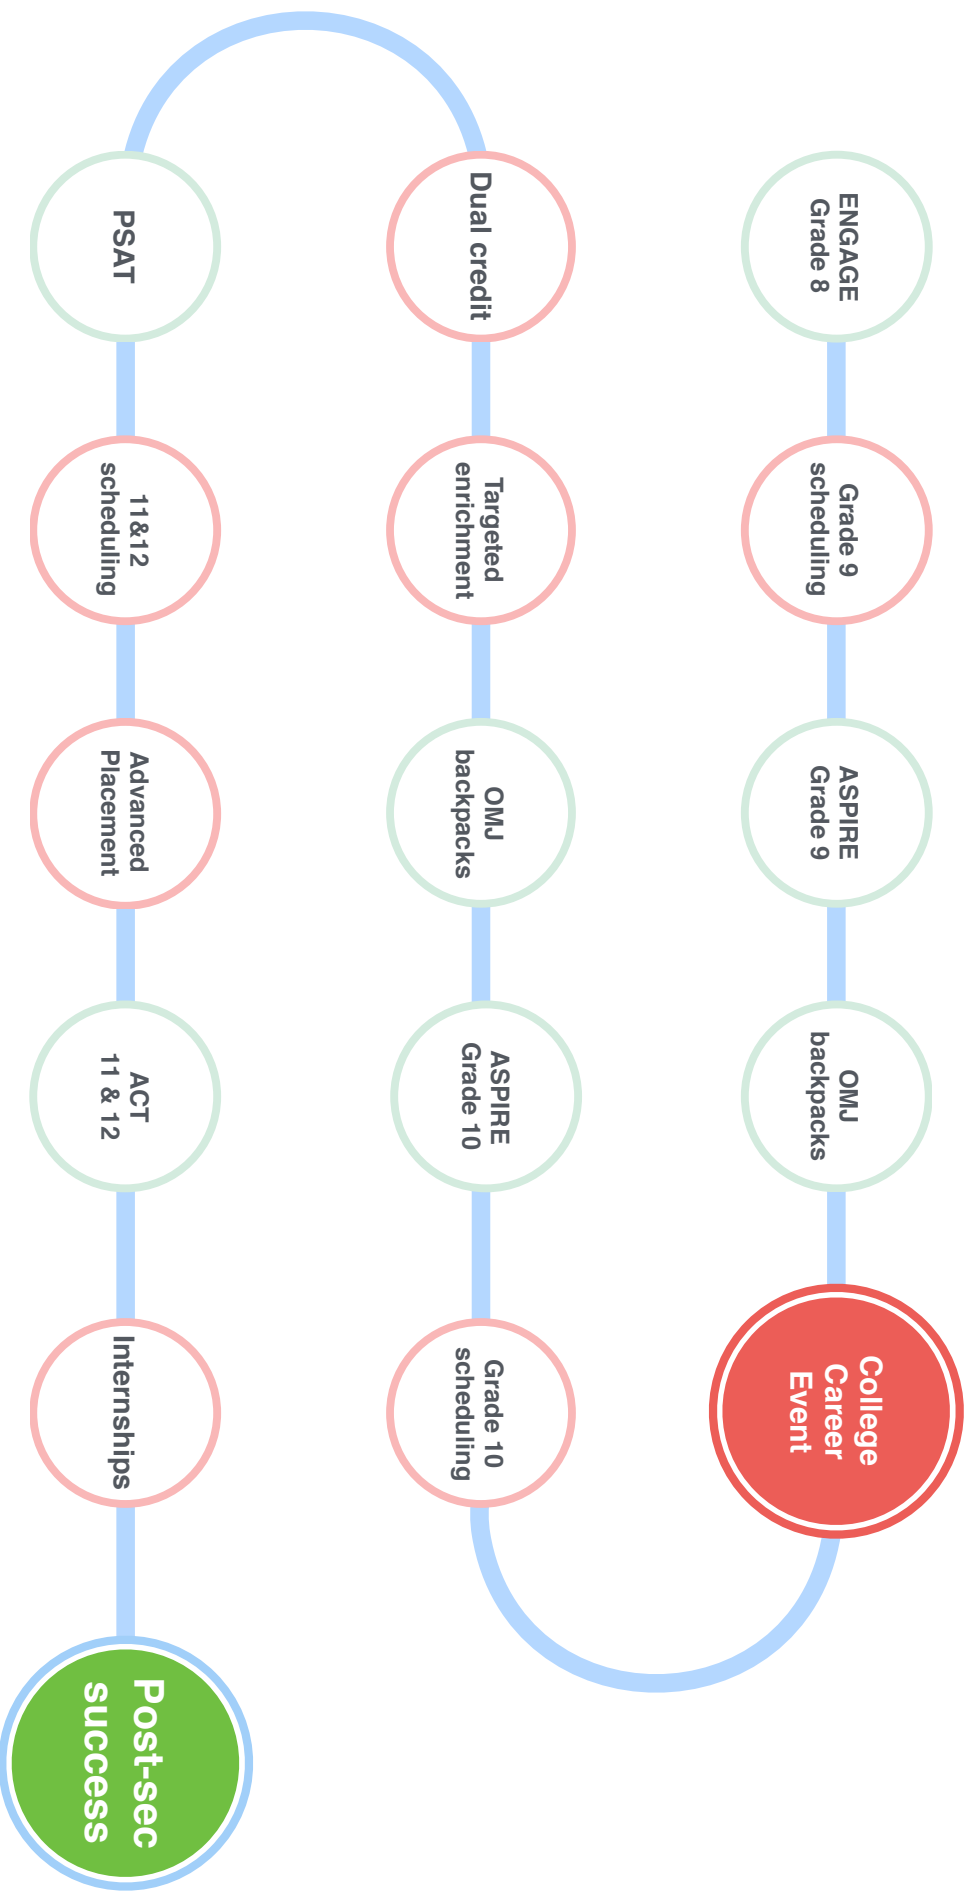 ENGAGE
Grade 8
Grade 9
scheduling
ASPIRE
Grade 9
OMJ
backpacks
College
Career
Event
Grade 10
scheduling
ASPIRE
Grade 10
OMJ
backpacks
Targeted
enrichment
Dual credit
PSAT
11&12
scheduling
Advanced
Placement
ACT
11 & 12
Internships
Post-sec
success